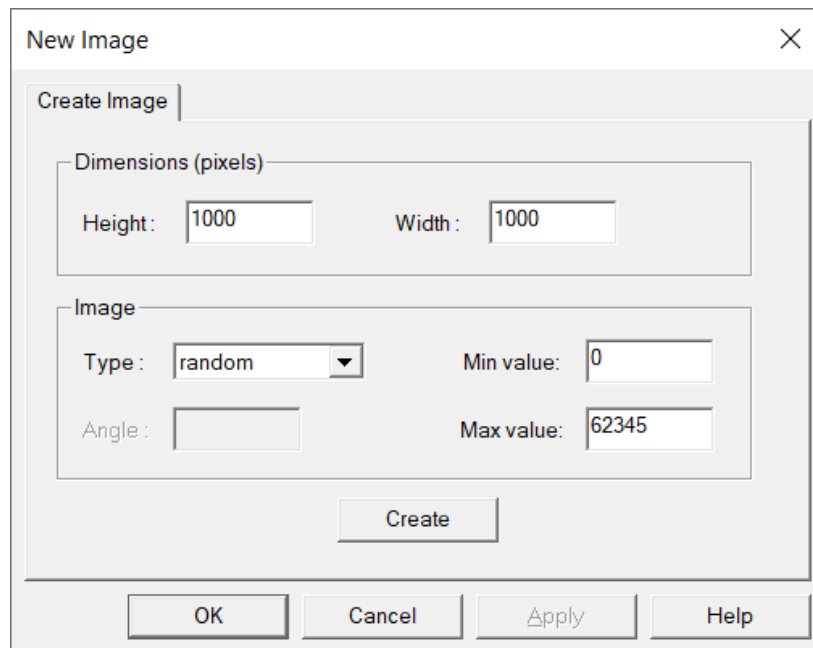 New Image
Create Image
Dimensions (pixels)
Height : 1000 Width : 1000
Image
Type : random Min value: 0
Angle : Max value: 62345
Create
OK Cancel Apply Help